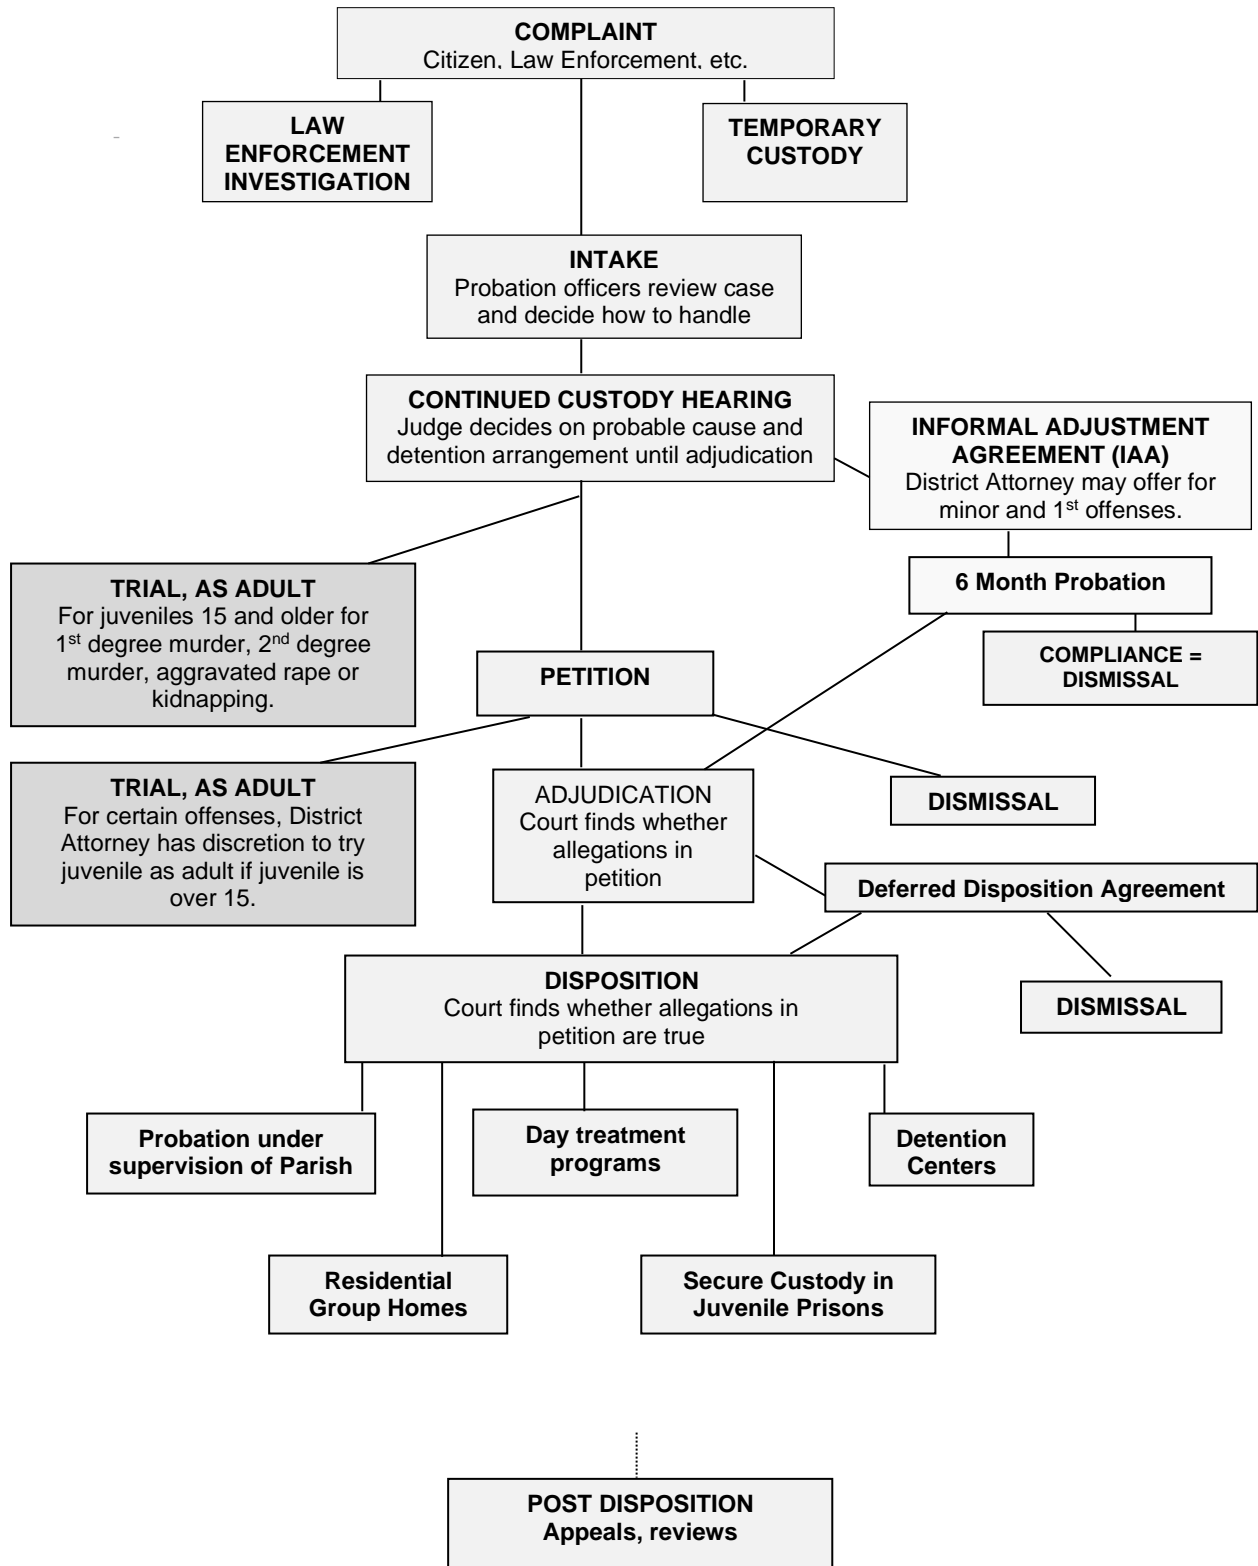 COMPLAINT
Citizen, Law Enforcement, etc.
LAW
ENFORCEMENT
INVESTIGATION
TEMPORARY
CUSTODY
INTAKE
Probation officers review case
and decide how to handle
CONTINUED CUSTODY HEARING
Judge decides on probable cause and
detention arrangement until adjudication
INFORMAL ADJUSTMENT
AGREEMENT (IAA)
District Attorney may offer for
minor and 1st offenses.
TRIAL, AS ADULT
For juveniles 15 and older for
1st degree murder, 2nd degree
murder, aggravated rape or
kidnapping.
6 Month Probation
COMPLIANCE =
DISMISSAL
PETITION
TRIAL, AS ADULT
For certain offenses, District
Attorney has discretion to try
juvenile as adult if juvenile is
over 15.
ADJUDICATION
Court finds whether
allegations in
petition
DISMISSAL
Deferred Disposition Agreement
DISPOSITION
Court finds whether allegations in
petition are true
DISMISSAL
Probation under
supervision of Parish
Day treatment
programs
Detention
Centers
Residential
Group Homes
Secure Custody in
Juvenile Prisons
POST DISPOSITION
Appeals, reviews